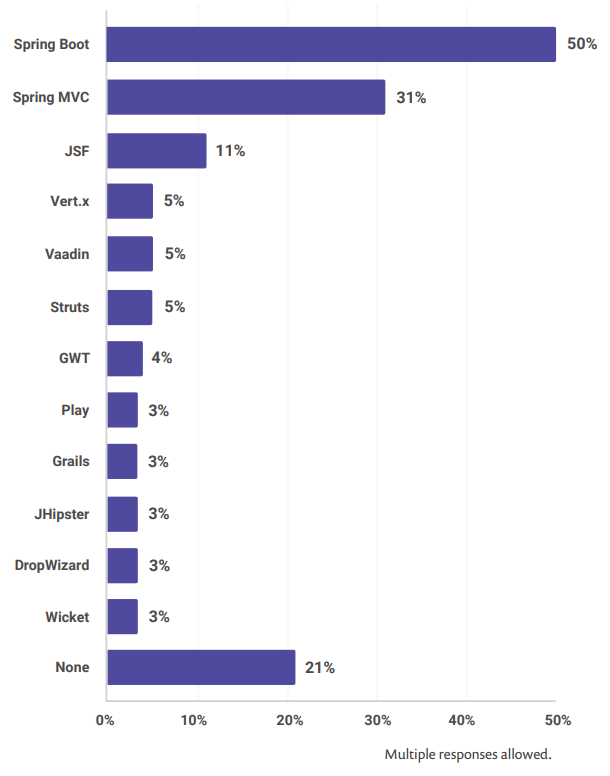 Spring Boot 50%
Spring MVC 31%
JSF 11%
Vert.x 5%
Vaadin 5%
Struts 5%
GWT 4%
Play 3%
Grails 3%
JHipster 3%
DropWizard 3%
Wicket 3%
None 21%
0% 10% 20% 30% 40% 50%
Multiple responses allowed.